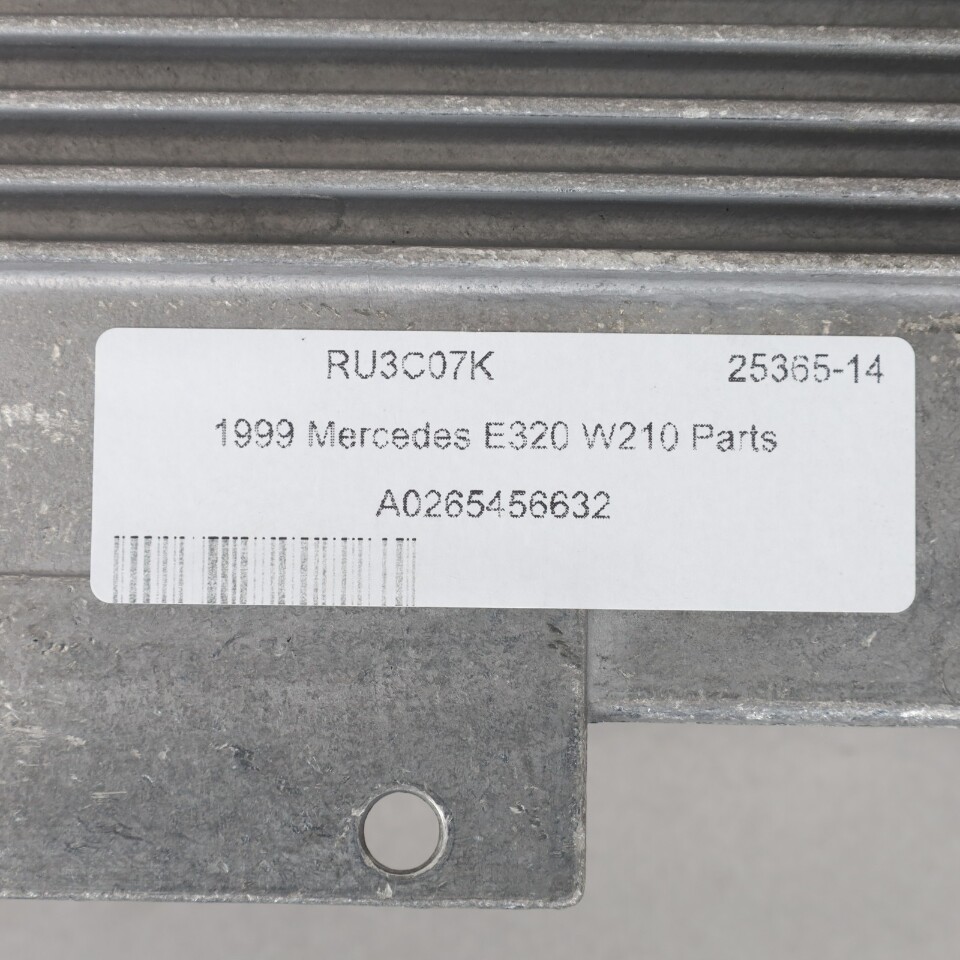 RU3C07K 25365-14
1999 Mercedes E320 W210 Parts
A0265456632